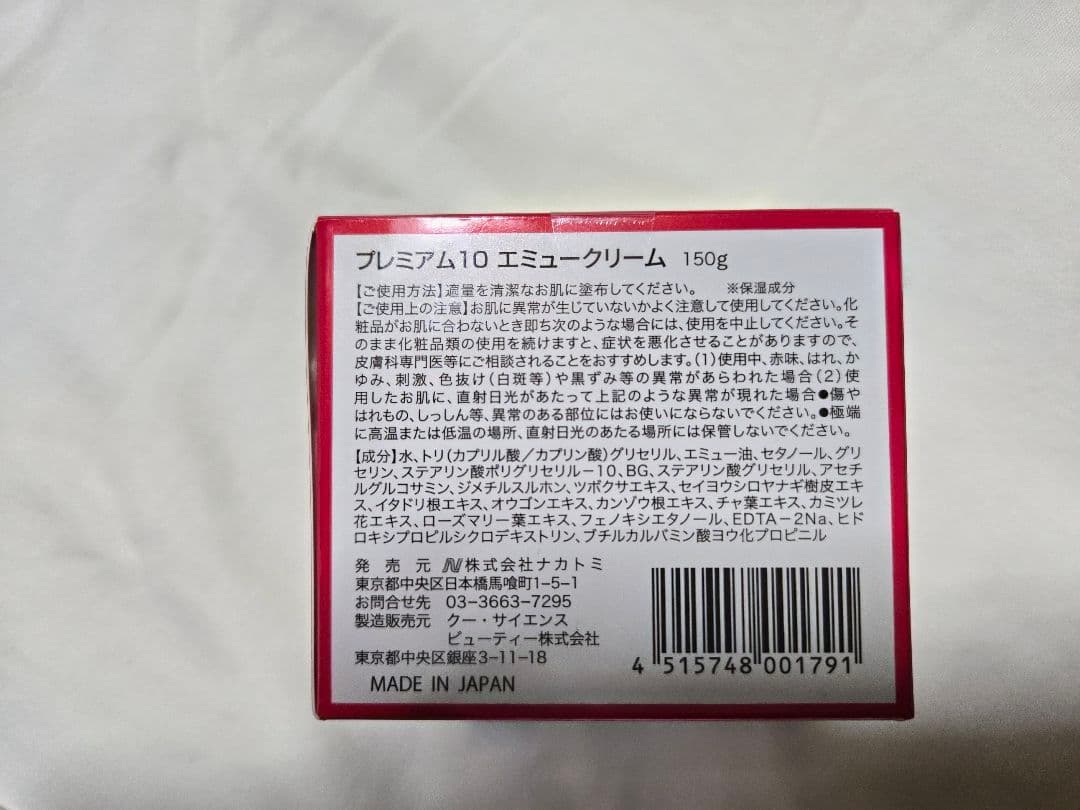 プレミアム10 エミュークリーム 150g
【ご使用方法】適量を清潔なお肌に塗布してください。 ※保湿成分
【ご使用上の注意】お肌に異常が生じていないかよく注意して使用してください。化
粧品がお肌に合わないとき即ち次のような場合には、使用を中止してください。そ
のまま化粧品類の使用を続けますと、症状を悪化させることがありますので、
皮膚科専門医等にご相談されることをおすすめします。(1)使用中、赤味、はれ、か
ゆみ、刺激、色抜け(白斑等)や黒ずみ等の異常があらわれた場合(2)使
用したお肌に、直射日光があたって上記のような異常が現れた場合●傷や
はれもの、しっしん等、異常のある部位にはお使いにならないでください。●極端
に高温または低温の場所、直射日光のあたる場所には保管しないでください。
【成分】水、トリ(カプリル酸/カプリン酸)グリセリル、エミュー油、セタノール、グリ
セリン、ステアリン酸ポリグリセリル-10、BG、ステアリン酸グリセリル、アセチ
ルグルコサミン、ジメチルスルホン、ツボクサエキス、セイヨウシロヤナギ樹皮エキ
ス、イタドリ根エキス、オウゴンエキス、カンゾウ根エキス、チャ葉エキス、カミツレ
花エキス、ローズマリー葉エキス、フェノキシエタノール、EDTA-2Na、ヒド
ロキシプロピルシクロデキストリン、ブチルカルバミン酸ヨウ化プロピニル
発売元 N株式会社ナカトミ
東京都中央区日本橋馬喰町1-5-1
お問合せ先 03-3663-7295
製造販売元 クー・サイエンス
ビューティー株式会社
東京都中央区銀座3-11-18
MADE IN JAPAN
4 515748 001791